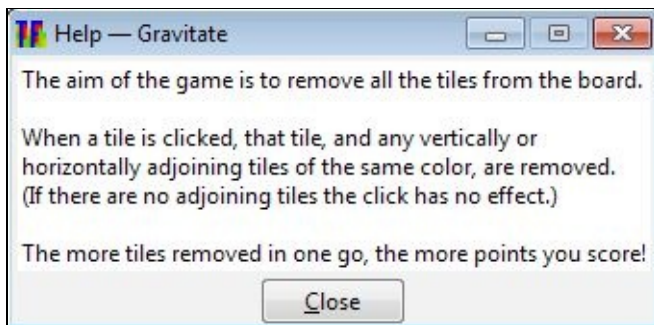 Help — Gravitate
The aim of the game is to remove all the tiles from the board.
When a tile is clicked, that tile, and any vertically or
horizontally adjoining tiles of the same color, are removed.
(If there are no adjoining tiles the click has no effect.)
The more tiles removed in one go, the more points you score!
Close